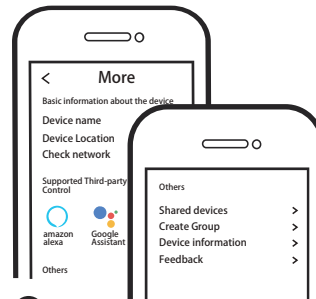 More
Basic information about the device
Device name
Device Location
Check network
Supported Third-party
Control
amazon
alexa
Google
Assistant
Others
Others
Shared devices
Create Group
Device information
Feedback